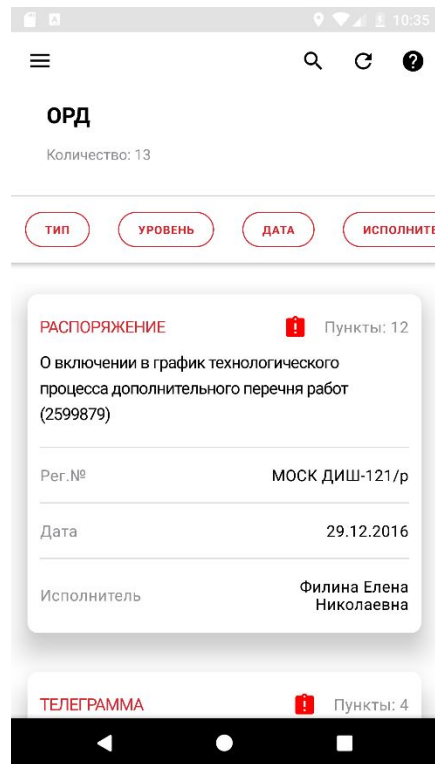 10:35
ОРД
Количество: 13
ТИП УРОВЕНЬ ДАТА ИСПОЛНИТЕ
РАСПОРЯЖЕНИЕ Пункты: 12
О включении в график технологического
процесса дополнительного перечня работ
(2599879)
Рег.№ МОСК ДИШ-121/р
Дата 29.12.2016
Исполнитель Филина Елена
Николаевна
ТЕЛЕГРАММА Пункты: 4